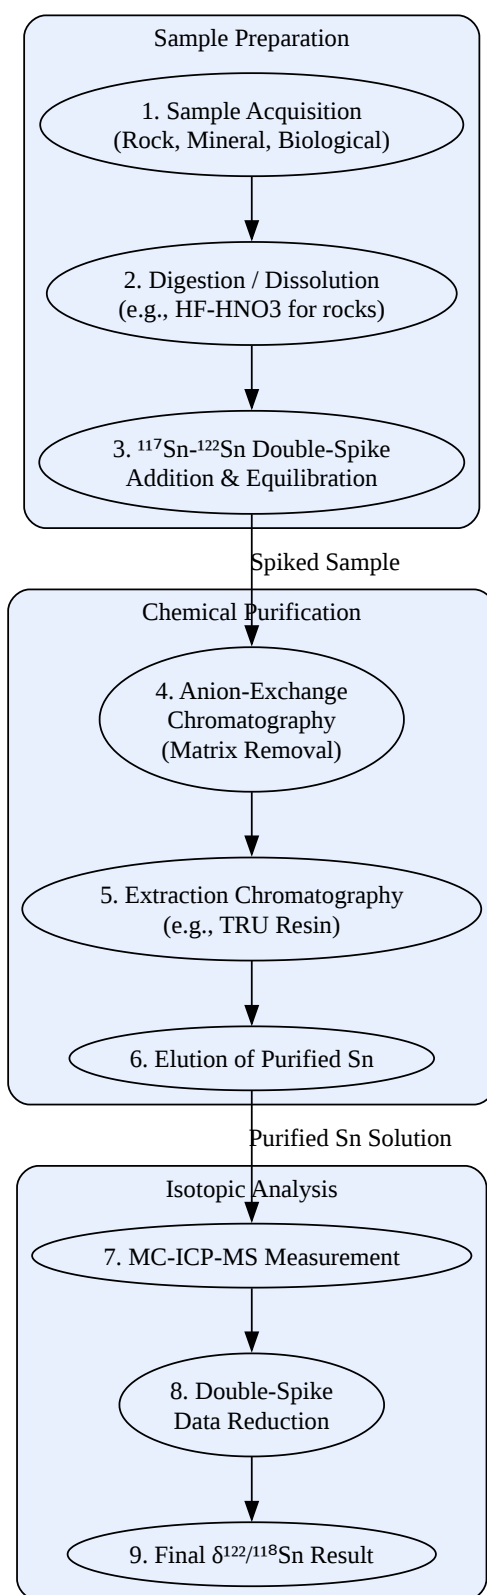 Sample Preparation
1. Sample Acquisition
(Rock, Mineral, Biological)
2. Digestion / Dissolution
(e.g., HF-HNO3 for rocks)
3. ¹¹⁷Sn-¹²²Sn Double-Spike
Addition & Equilibration
Spiked Sample
Chemical Purification
4. Anion-Exchange
Chromatography
(Matrix Removal)
5. Extraction Chromatography
(e.g., TRU Resin)
6. Elution of Purified Sn
Purified Sn Solution
Isotopic Analysis
7. MC-ICP-MS Measurement
8. Double-Spike
Data Reduction
9. Final δ¹²²/¹¹⁸Sn Result